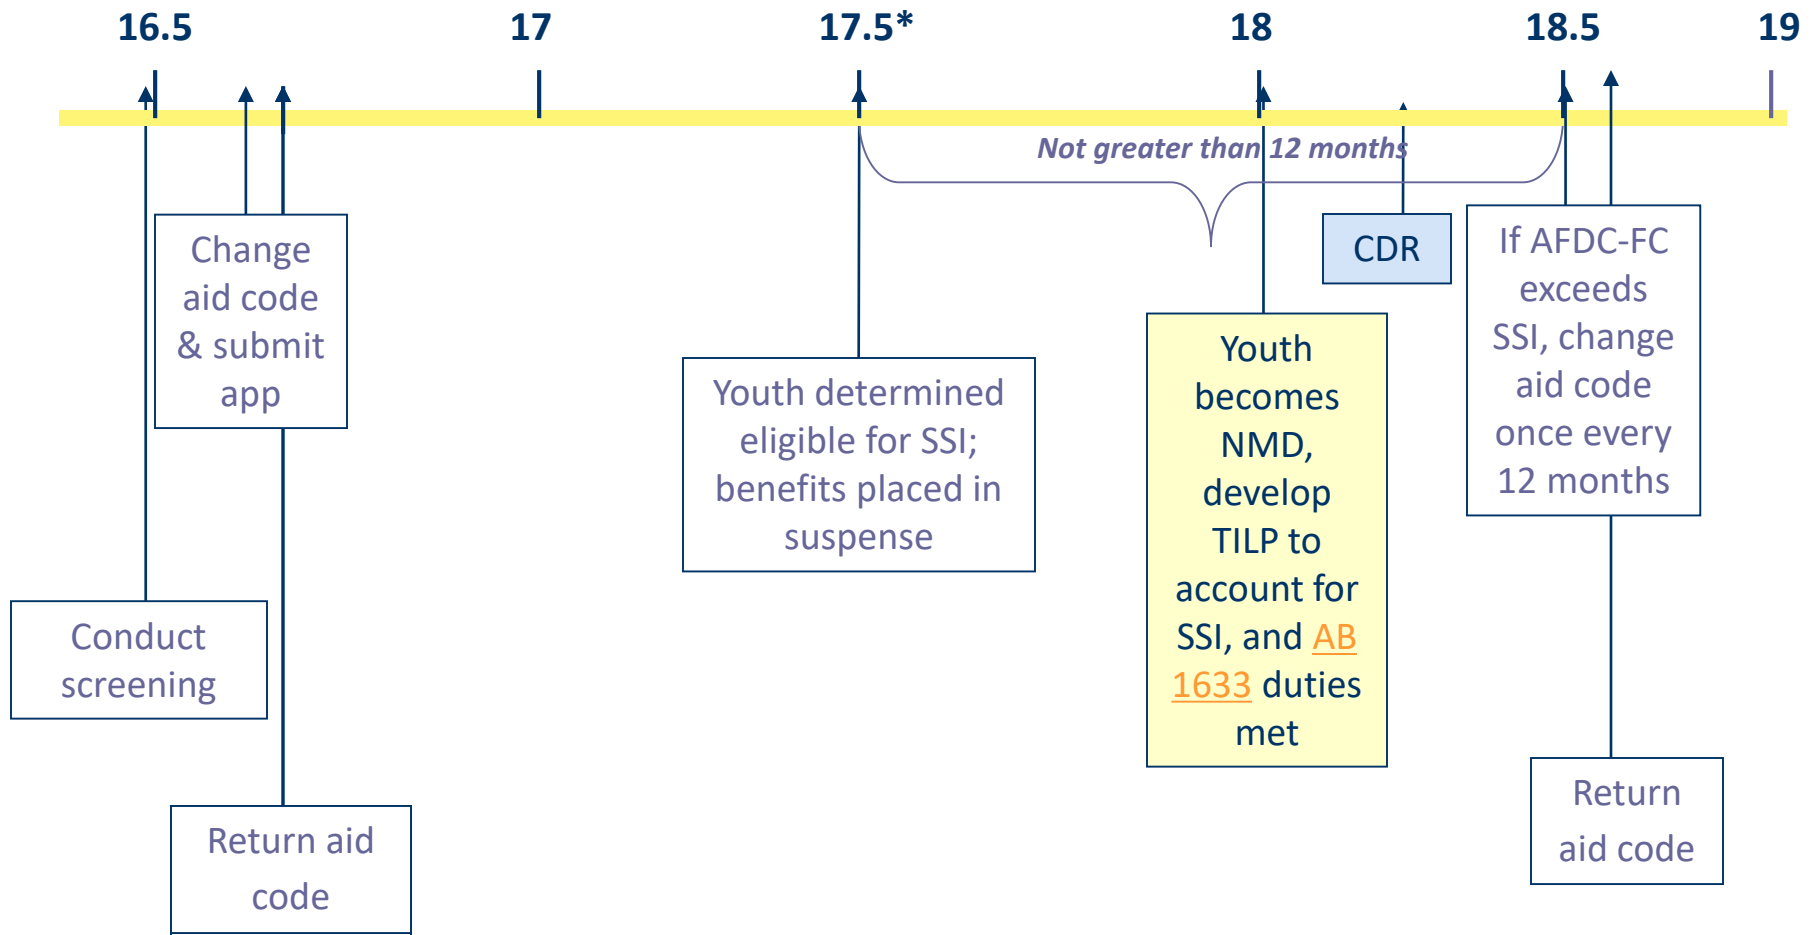 16.5
17
17.5*
18
18.5
19
Not greater than 12 months
Change
aid code
& submit
app
CDR
If AFDC-FC
exceeds
SSI, change
aid code
once every
12 months
Youth determined
eligible for SSI;
benefits placed in
suspense
Youth
becomes
NMD,
develop
TILP to
account for
SSI, and AB
1633 duties
met
Conduct
screening
Return aid
code
Return
aid code